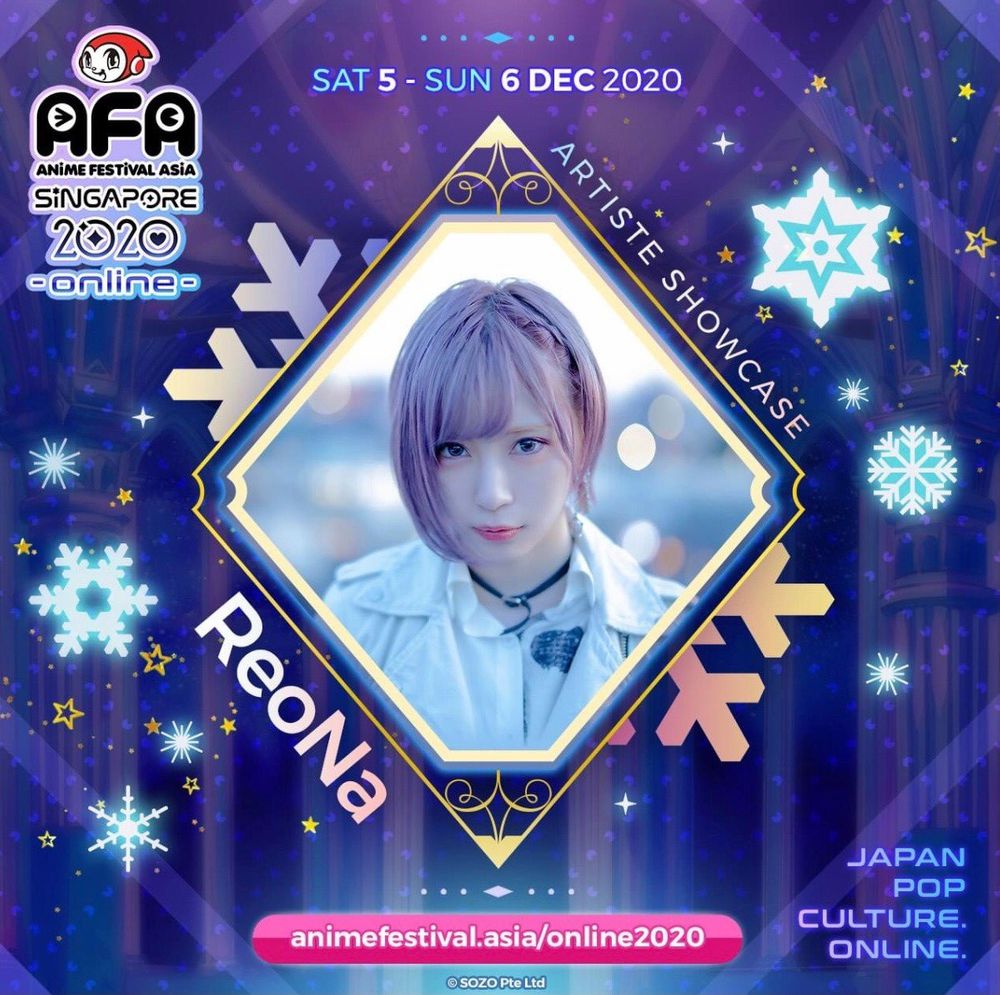 SAT 5 - SUN 6 DEC 2020
AFA
ANiME FESTiVAL ASiA
SiNGAPORE
2020
-online-
ARTISTE SHOWCASE
ReoNa
JAPAN
POP
CULTURE.
ONLINE.
animefestival.asia/online2020
© SOZO Pte Ltd